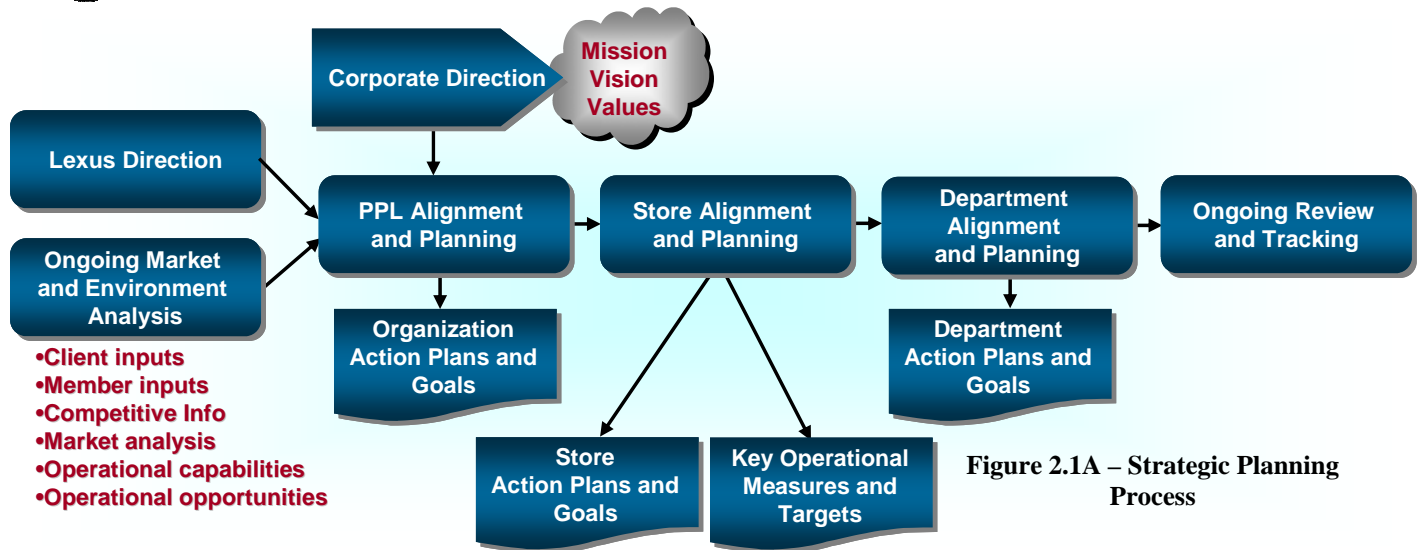 Corporate Direction
Mission
Vision
Values
Lexus Direction
PPL Alignment
and Planning
Store Alignment
and Planning
Department
Alignment
and Planning
Ongoing Review
and Tracking
Ongoing Market
and Environment
Analysis
•Client inputs
•Member inputs
•Competitive Info
•Market analysis
•Operational capabilities
•Operational opportunities
Organization
Action Plans and
Goals
Department
Action Plans and
Goals
Store
Action Plans and
Goals
Key Operational
Measures and
Targets
Figure 2.1A – Strategic Planning
Process